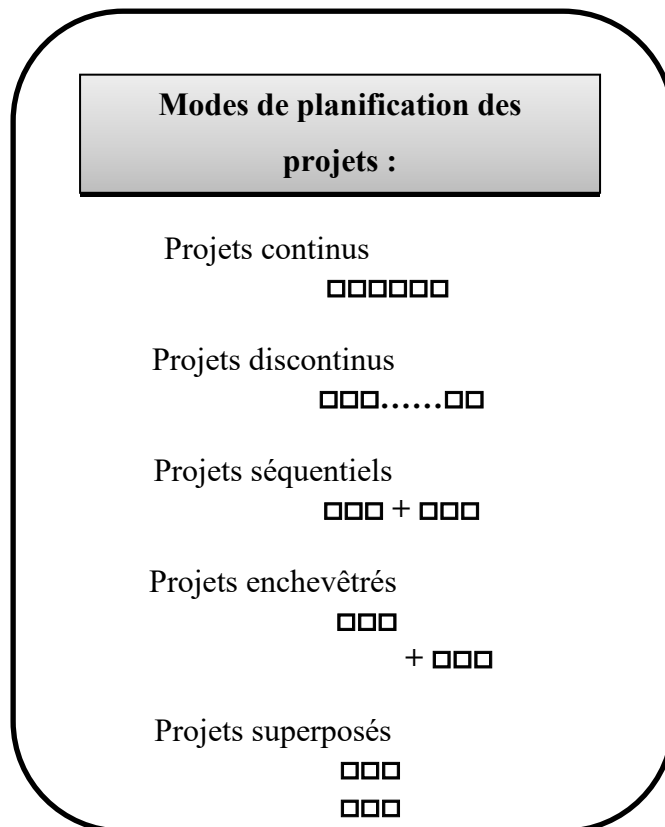 Modes de planification des
projets :
Projets continus
□□□□□□
Projets discontinus
□□□......□□
Projets séquentiels
□□□ + □□□
Projets enchevêtrés
□□□
+ □□□
Projets superposés
□□□
□□□